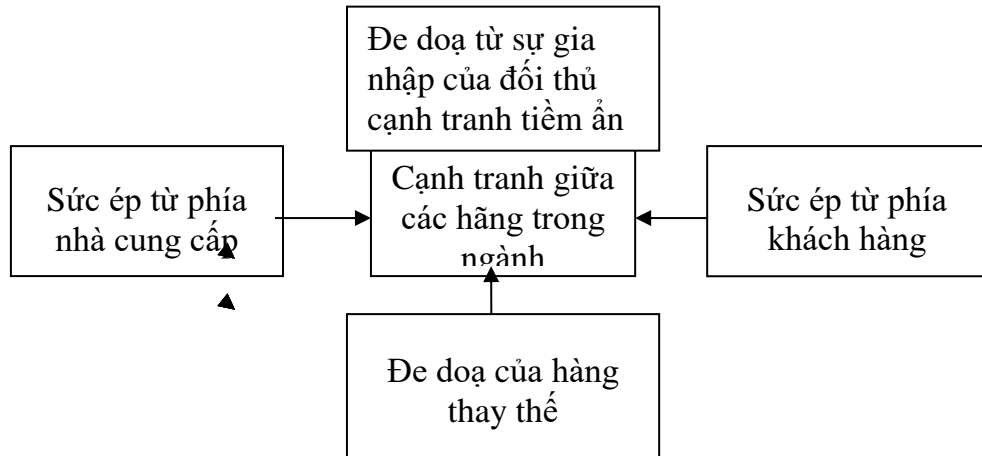 Đe doạ từ sự gia
nhập của đối thủ
cạnh tranh tiềm ẩn
Sức ép từ phía
nhà cung cấp
Cạnh tranh giữa
các hãng trong
ngành
Sức ép từ phía
khách hàng
Đe doạ của hàng
thay thế